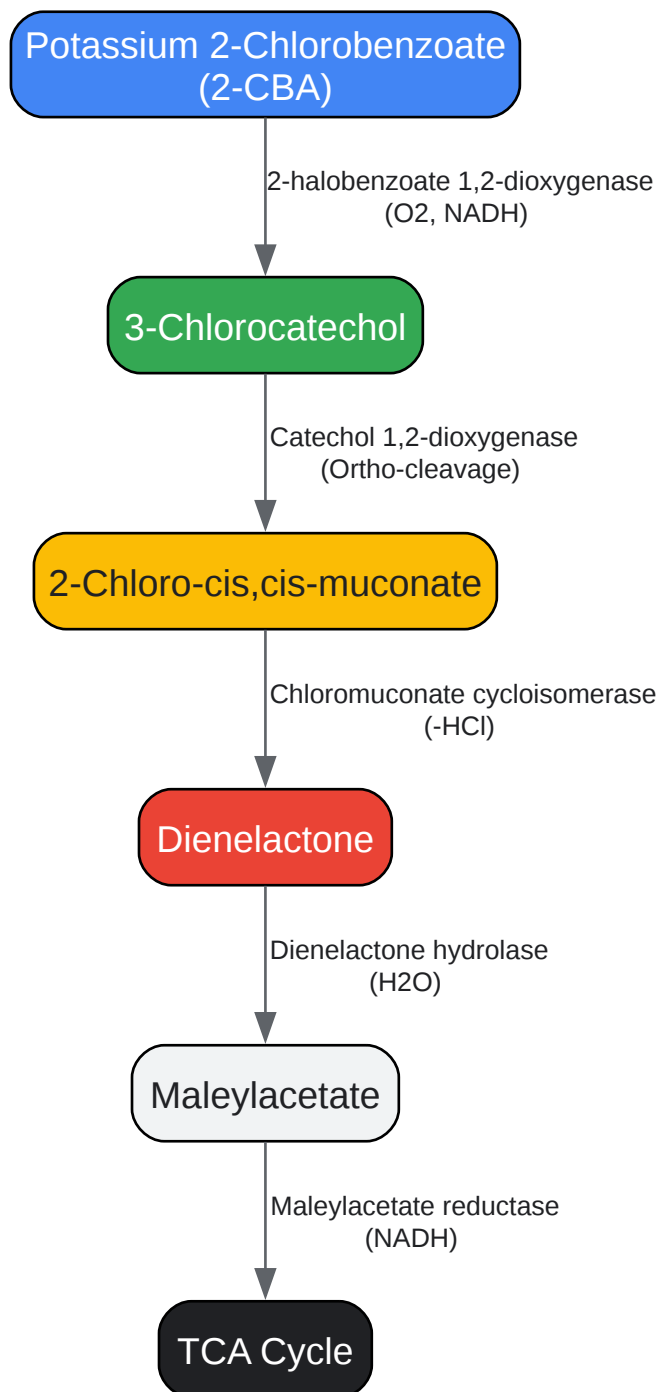 Potassium 2-Chlorobenzoate
(2-CBA)
2-halobenzoate 1,2-dioxygenase
(O2, NADH)
3-Chlorocatechol
Catechol 1,2-dioxygenase
(Ortho-cleavage)
2-Chloro-cis,cis-muconate
Chloromuconate cycloisomerase
(-HCl)
Dienelactone
Dienelactone hydrolase
(H2O)
Maleylacetate
Maleylacetate reductase
(NADH)
TCA Cycle